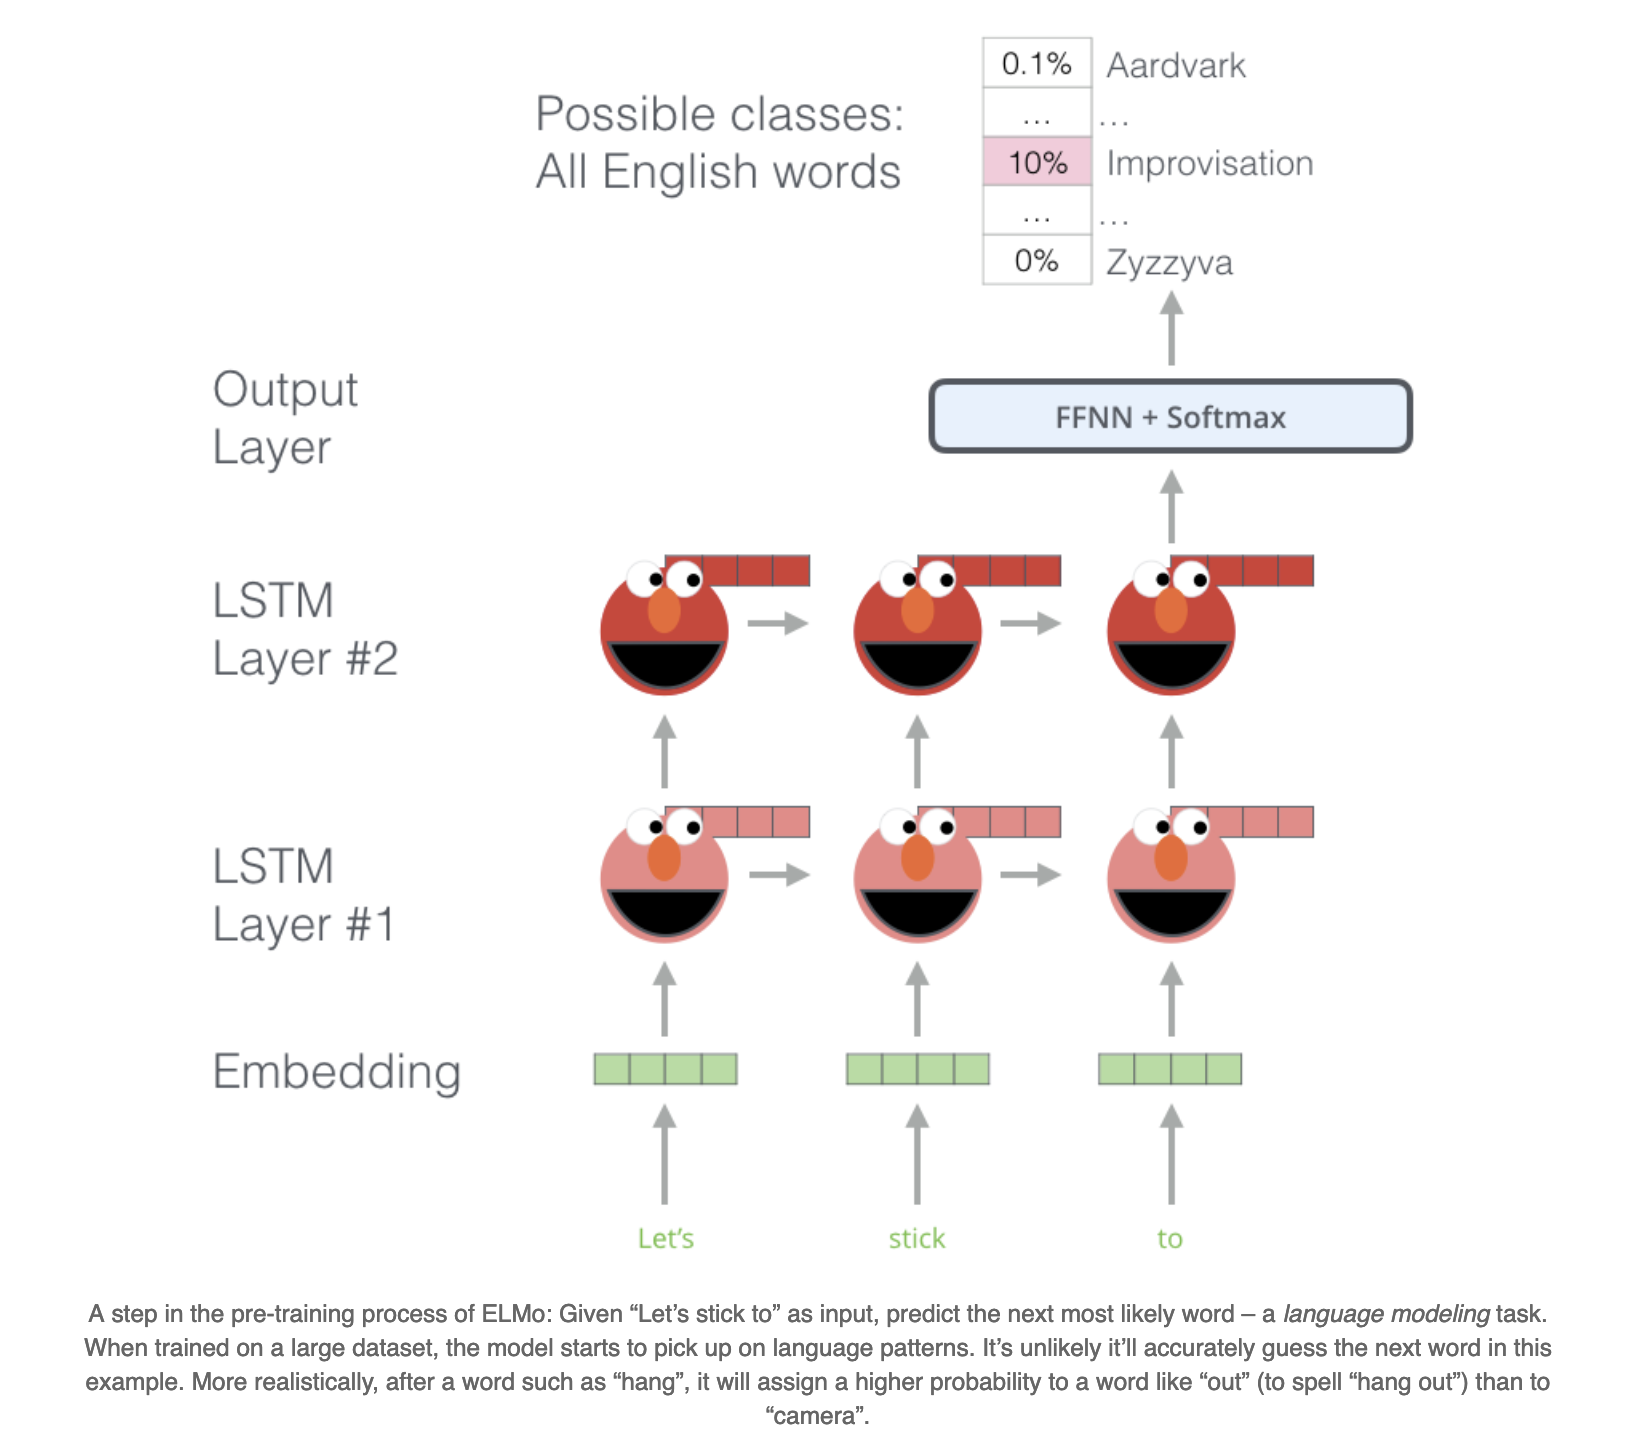 0.1% Aardvark
... ...
Possible classes:
All English words
10% Improvisation
... ...
0% Zyzzyva
Output
Layer
FFNN + Softmax
LSTM
Layer #2
LSTM
Layer #1
Embedding
Let’s stick to
A step in the pre-training process of ELMo: Given “Let’s stick to” as input, predict the next most likely word – a language modeling task.
When trained on a large dataset, the model starts to pick up on language patterns. It’s unlikely it’ll accurately guess the next word in this
example. More realistically, after a word such as “hang”, it will assign a higher probability to a word like “out” (to spell “hang out”) than to
“camera”.